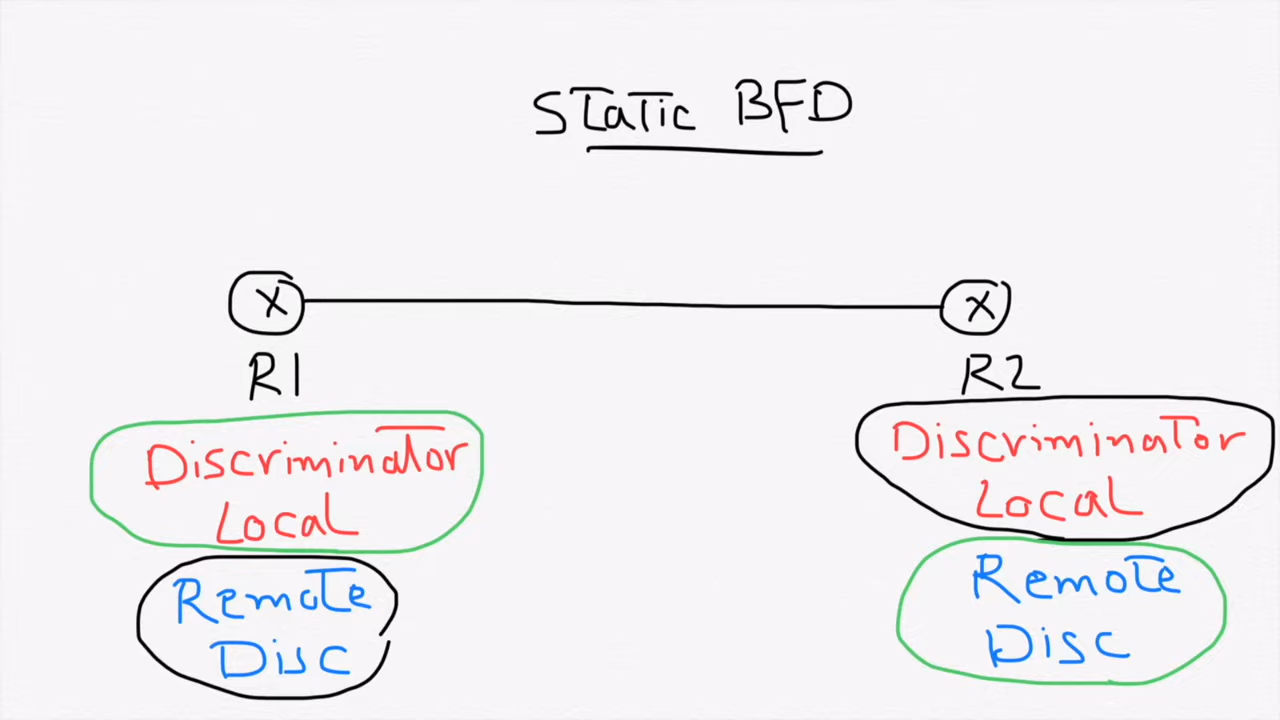 Static BFD
X
X
R1
R2
Discriminator
Local
Remote
Disc
Discriminator
Local
Remote
Disc